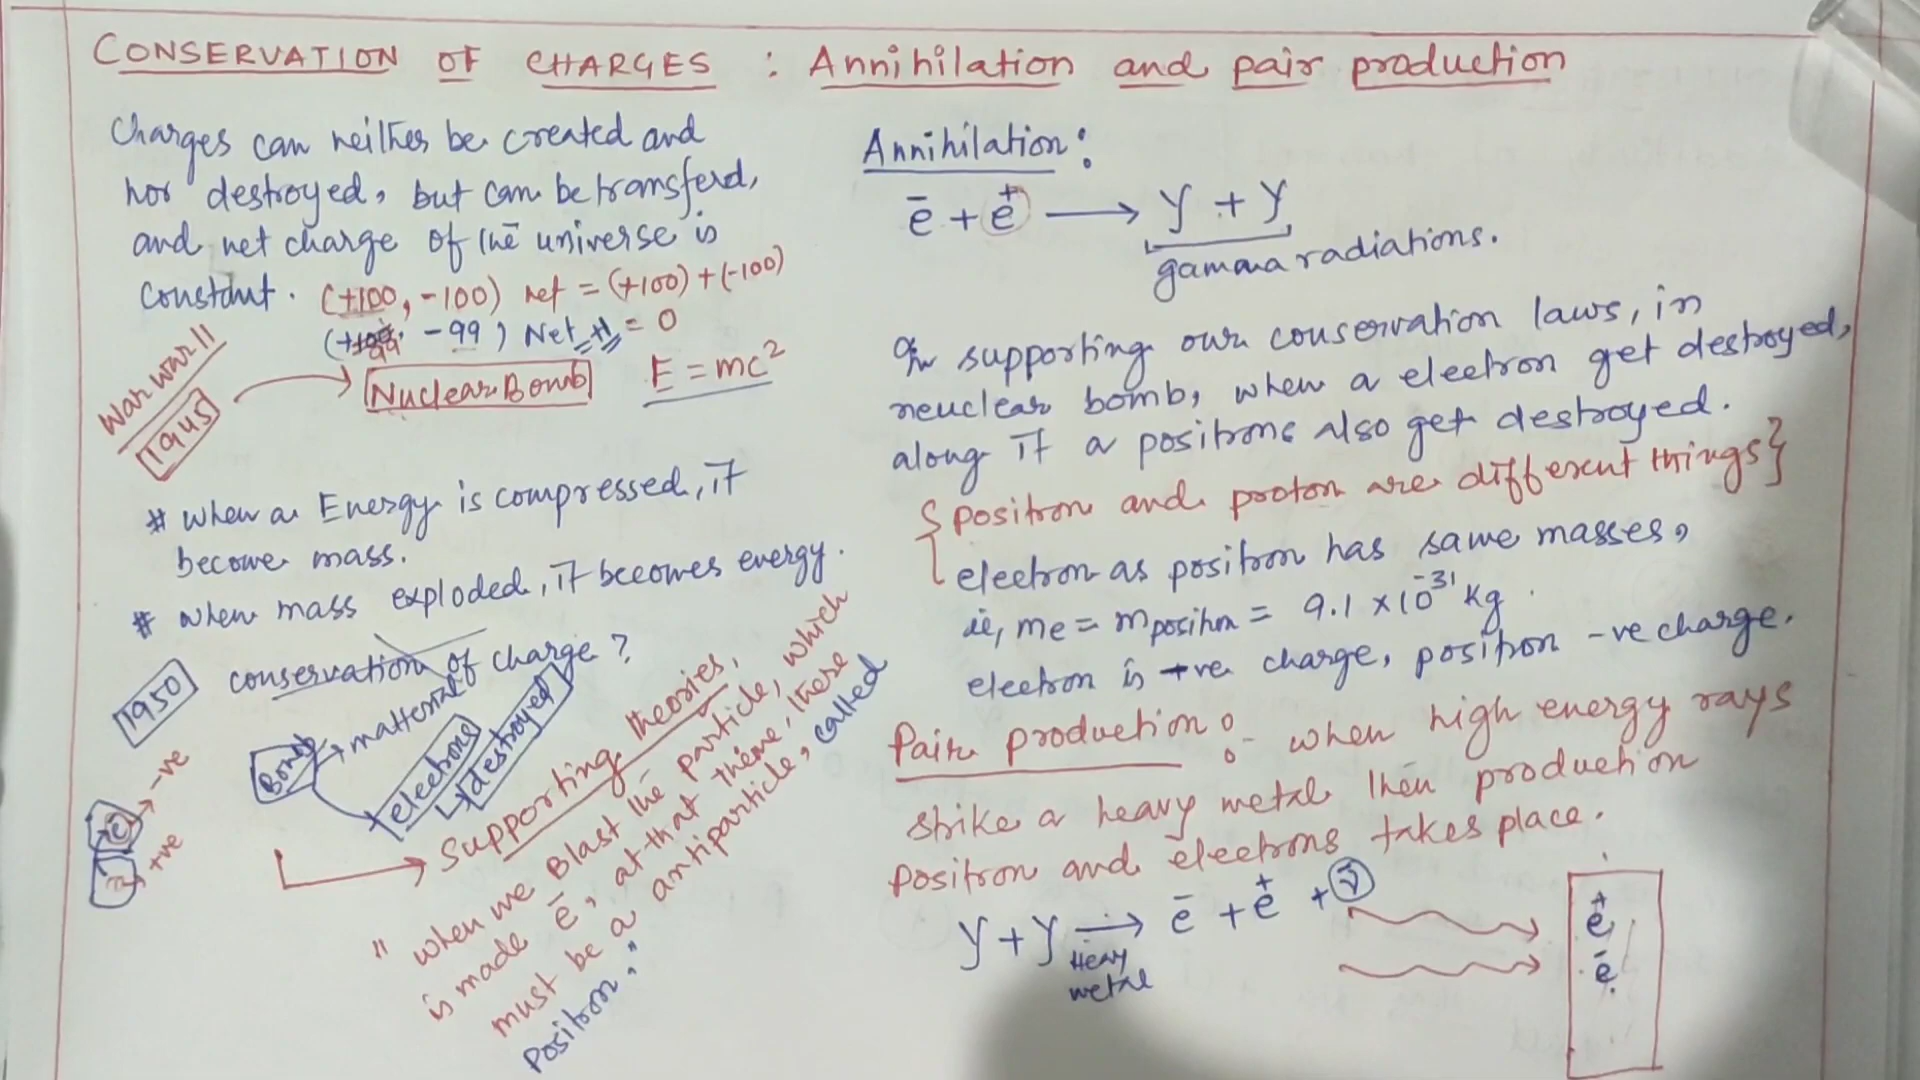 CONSERVATION OF CHARGES : Annihilation and pair production
Charges can neither be created and
nor destroyed, but can be transferd,
and net charge of the universe is
constant. (+100, -100) net = (+100) + (-100)
-99) Net = 0
War war II
1945
Nuclear Bomb
E = mc²
# when a Energy is compressed, it
become mass.
# when mass exploded, it becomes energy.
1950
conservation of charge ?
Bomb
electrons
destroyed
-ve
+ve
Supporting theories,
" when we Blast the particle, which
is made ē, at that theme, there
must be a antiparticle, called
Positron,"
Annihilation :
e⁻ + e⁺ → γ + γ
gamma radiations.
In supporting our conservation laws, in
neuclear bomb, when a electron get destroyed,
along it a positrons also get destroyed.
{ positron and proton are different things }
electron as positron has same masses,
ie, me = mpositron = 9.1 × 10⁻³¹ kg.
electron is +ve charge, position -ve charge.
Pair production :- when high energy rays
strike a heavy metal then production
positron and electrons takes place.
γ + γ → e⁻ + e⁺ +
Heavy
metal
e⁺
e⁻